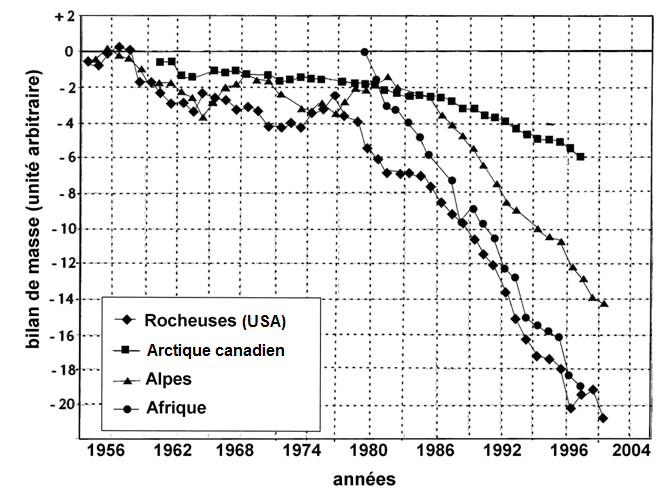 + 2
0
- 2
- 4
- 6
- 8
- 10
- 12
- 14
- 16
- 18
- 20
bilan de masse (unité arbitraire)
Rocheuses (USA)
Arctique canadien
Alpes
Afrique
1956 1962 1968 1974 1980 1986 1992 1996 2004
années